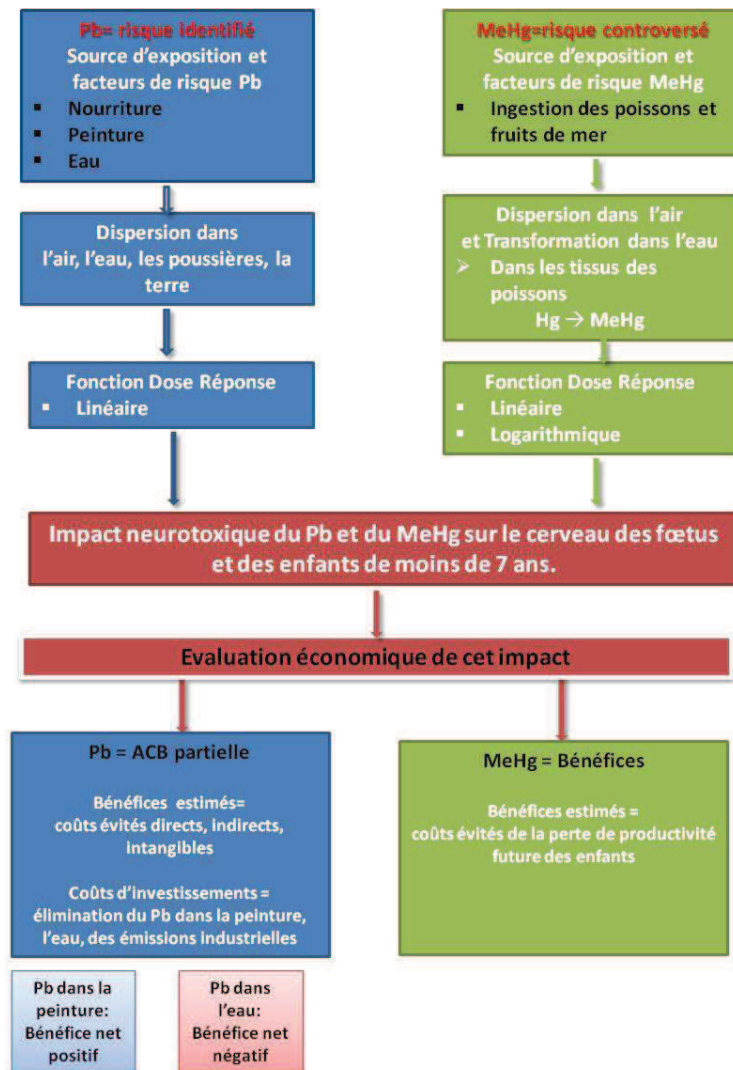 Pb= risque identifié
Source d'exposition et
facteurs de risque Pb
▪ Nourriture
▪ Peinture
▪ Eau
MeHg=risque controversé
Source d'exposition et
facteurs de risque MeHg
▪ Ingestion des poissons et
fruits de mer
Dispersion dans
l'air, l'eau, les poussières, la
terre
Dispersion dans l'air
et Transformation dans l'eau
➢ Dans les tissus des
poissons
Hg → MeHg
Fonction Dose Réponse
▪ Linéaire
Fonction Dose Réponse
▪ Linéaire
▪ Logarithmique
Impact neurotoxique du Pb et du MeHg sur le cerveau des fœtus
et des enfants de moins de 7 ans.
Evaluation économique de cet impact
Pb = ACB partielle
Bénéfices estimés=
coûts évités directs, indirects,
intangibles
Coûts d'investissements =
élimination du Pb dans la peinture,
l'eau, des émissions industrielles
MeHg = Bénéfices
Bénéfices estimés =
coûts évités de la perte de productivité
future des enfants
Pb dans la
peinture:
Bénéfice net
positif
Pb dans
l'eau:
Bénéfice net
négatif